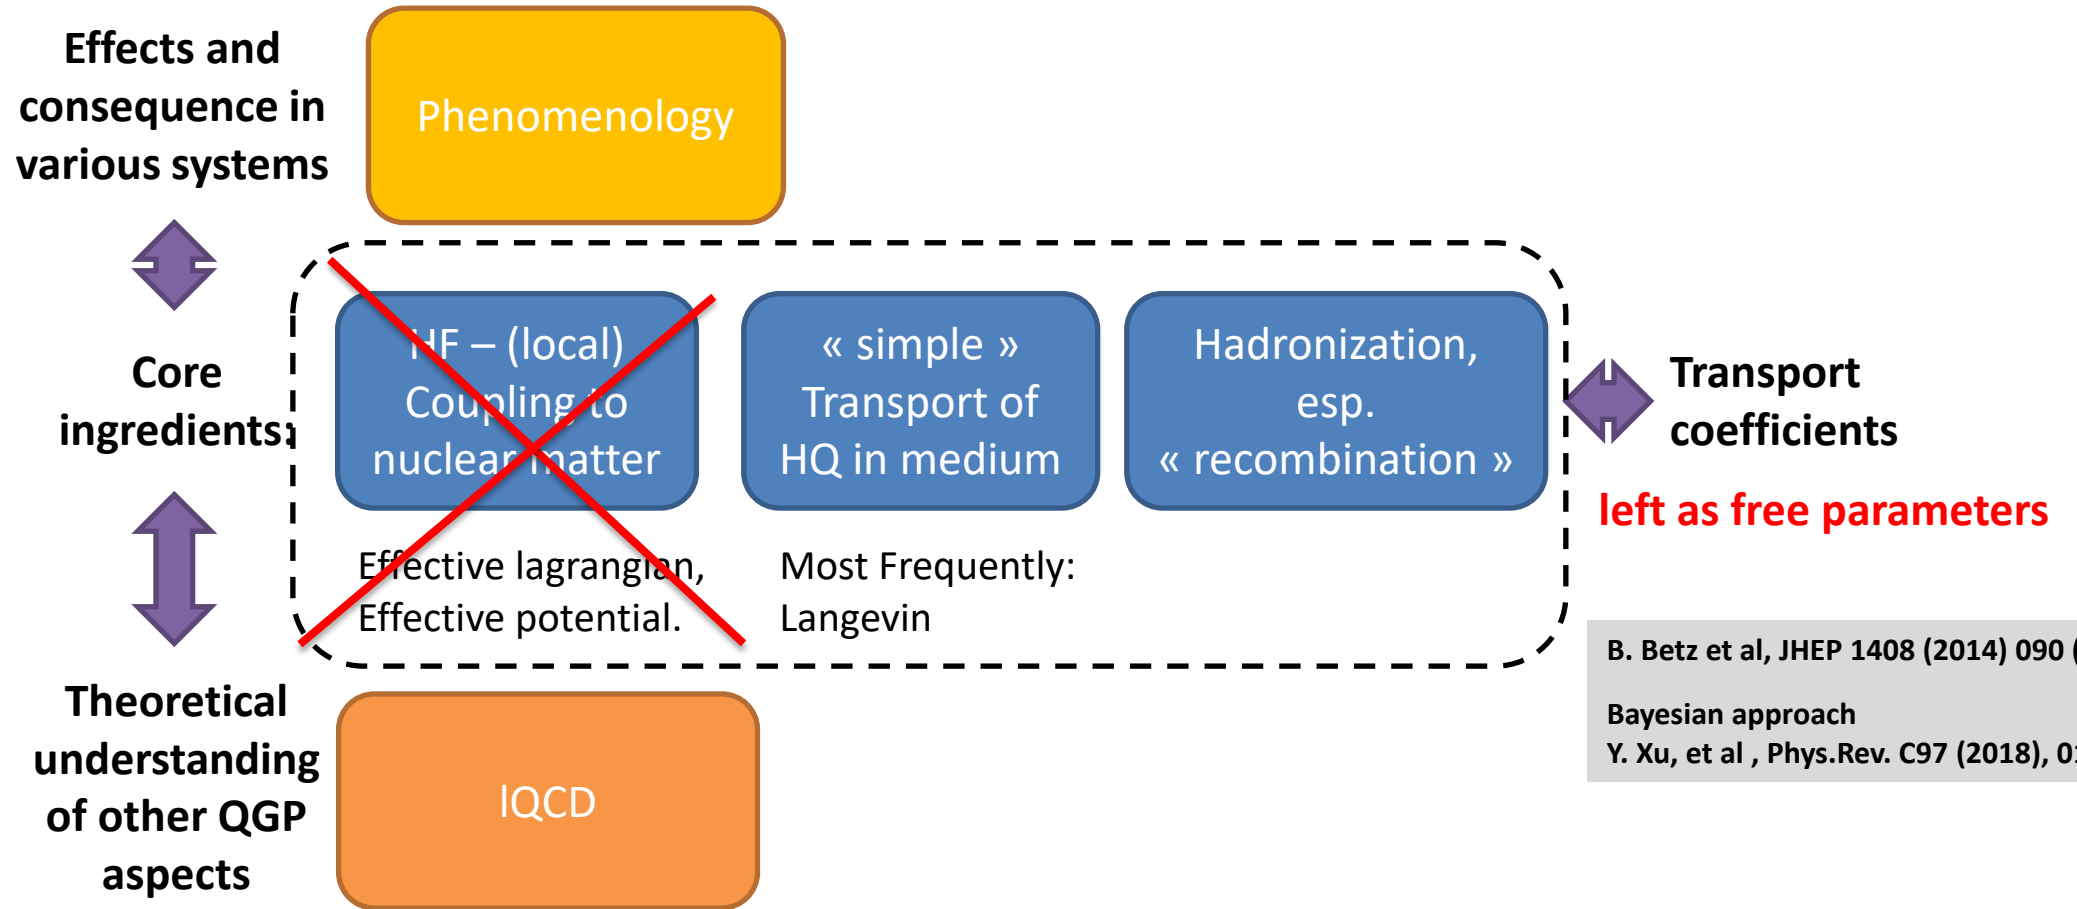 Effects and
consequence in
various systems
Phenomenology
Core
ingredients:
HF – (local)
Coupling to
nuclear matter
« simple »
Transport of
HQ in medium
Hadronization,
esp.
« recombination »
Transport
coefficients
left as free parameters
Effective lagrangian,
Effective potential.
Most Frequently:
Langevin
B. Betz et al, JHEP 1408 (2014) 090 (
Bayesian approach
Y. Xu, et al , Phys.Rev. C97 (2018),
Theoretical
understanding
of other QGP
aspects
lQCD